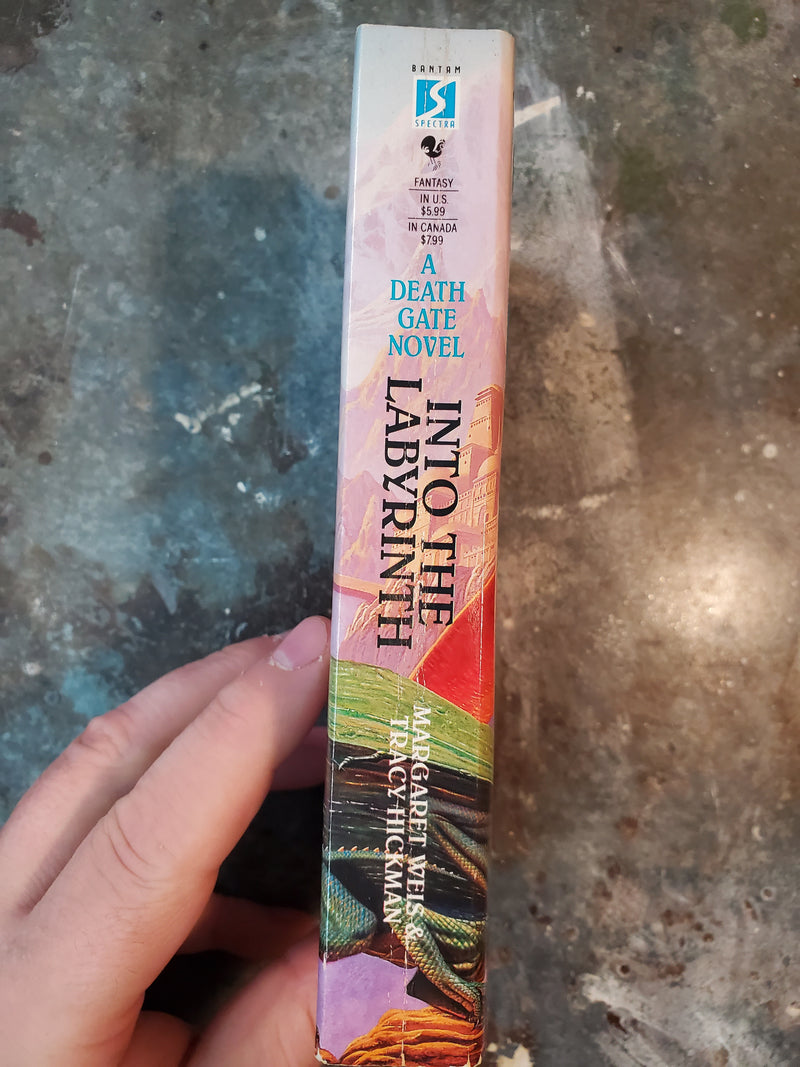 BANTAM
SPECTRA
FANTASY
IN U.S.
$5.99
IN CANADA
$7.99
A
DEATH
GATE
NOVEL
INTO THE
LABYRINTH
MARGARET WEIS &
TRACY HICKMAN